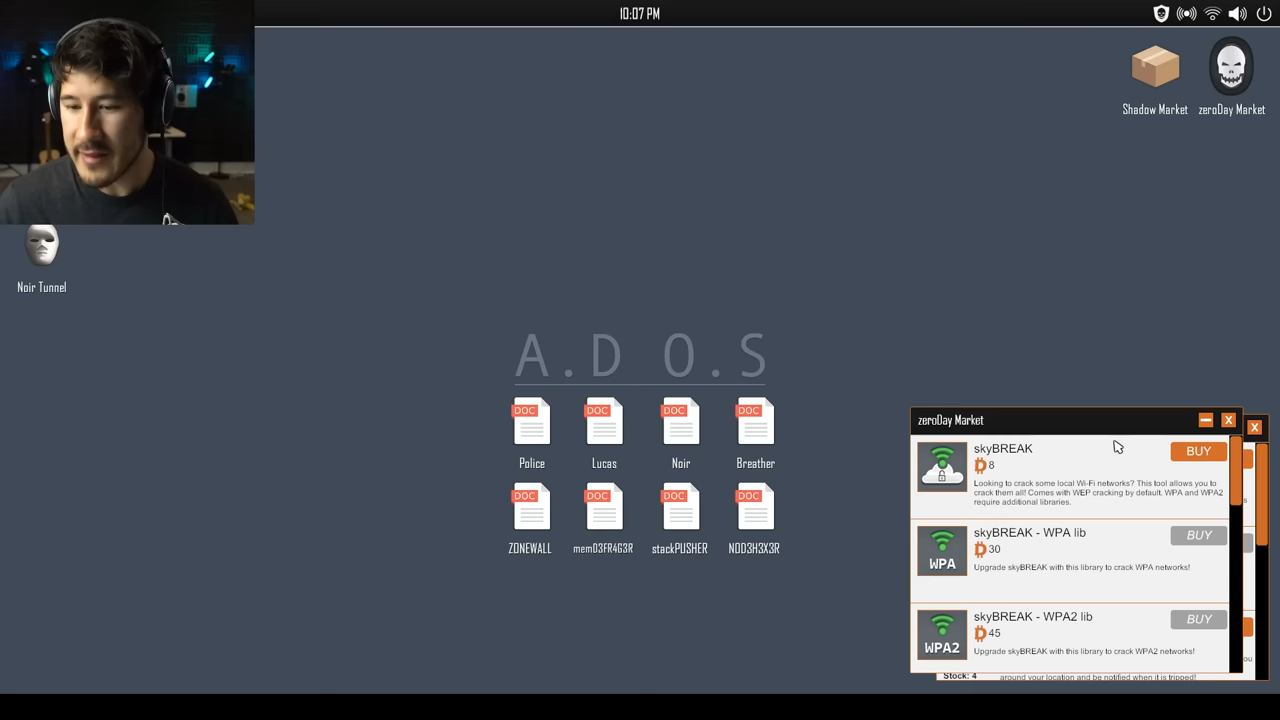 10:07 PM
Shadow Market
zeroDay Market
Noir Tunnel
A.D O.S
DOC
DOC
DOC
DOC
Police
Lucas
Noir
Breather
DOC
DOC
DOC
DOC
ZONEWALL
memD3FR4G3R
stackPUSHER
NOD3H3X3R
zeroDay Market
X
X
skyBREAK
8
BUY
Looking to crack some local Wi-Fi networks? This tool allows you to
crack them all! Comes with WEP cracking by default. WPA and WPA2
require additional libraries.
skyBREAK - WPA lib
30
BUY
WPA
Upgrade skyBREAK with this library to crack WPA networks!
skyBREAK - WPA2 lib
45
BUY
WPA2
Upgrade skyBREAK with this library to crack WPA2 networks!
ou
Stock: 4
around your location and be notified when it is tripped!